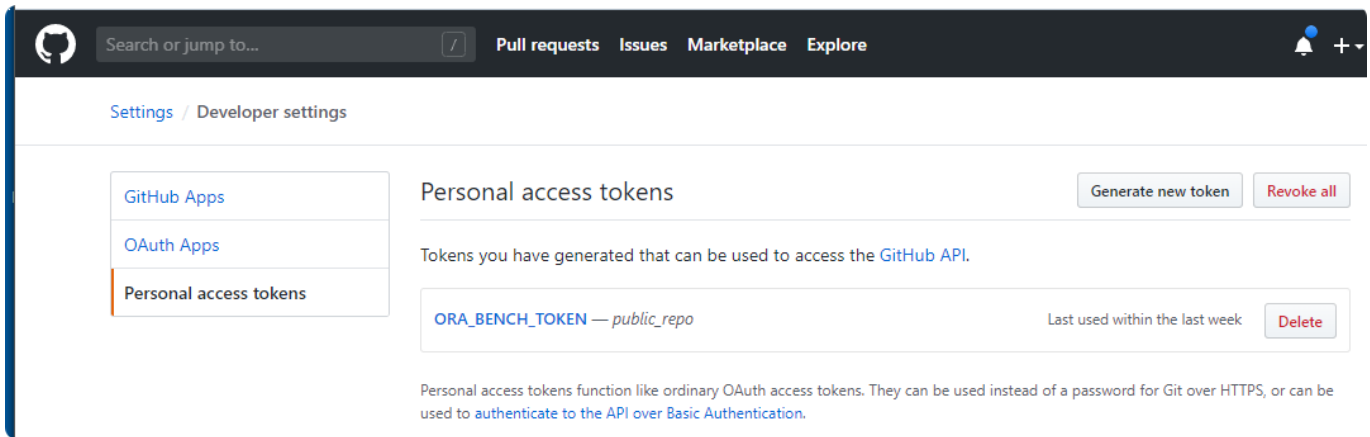 Search or jump to... /
Pull requests Issues Marketplace Explore
Settings / Developer settings
GitHub Apps
OAuth Apps
Personal access tokens
Personal access tokens
Generate new token
Revoke all
Tokens you have generated that can be used to access the GitHub API.
ORA_BENCH_TOKEN — public_repo
Last used within the last week
Delete
Personal access tokens function like ordinary OAuth access tokens. They can be used instead of a password for Git over HTTPS, or can be
used to authenticate to the API over Basic Authentication.